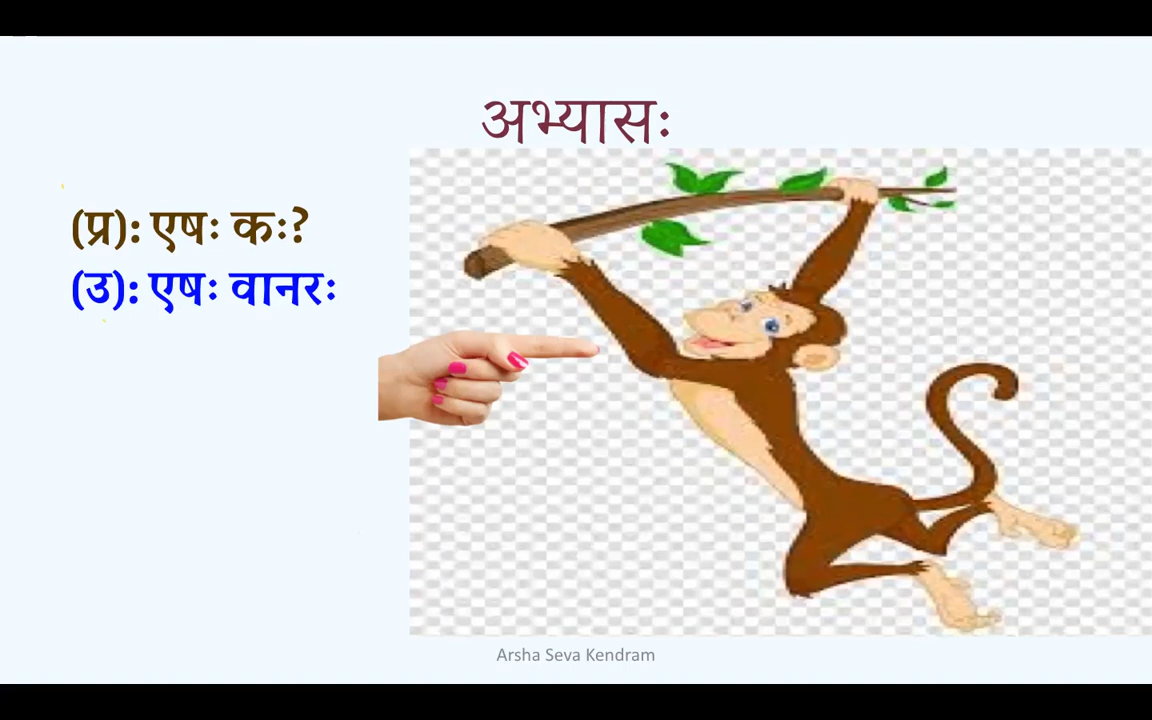 अभ्यासः
(प्र): एषः कः?
(उ): एषः वानरः
Arsha Seva Kendram